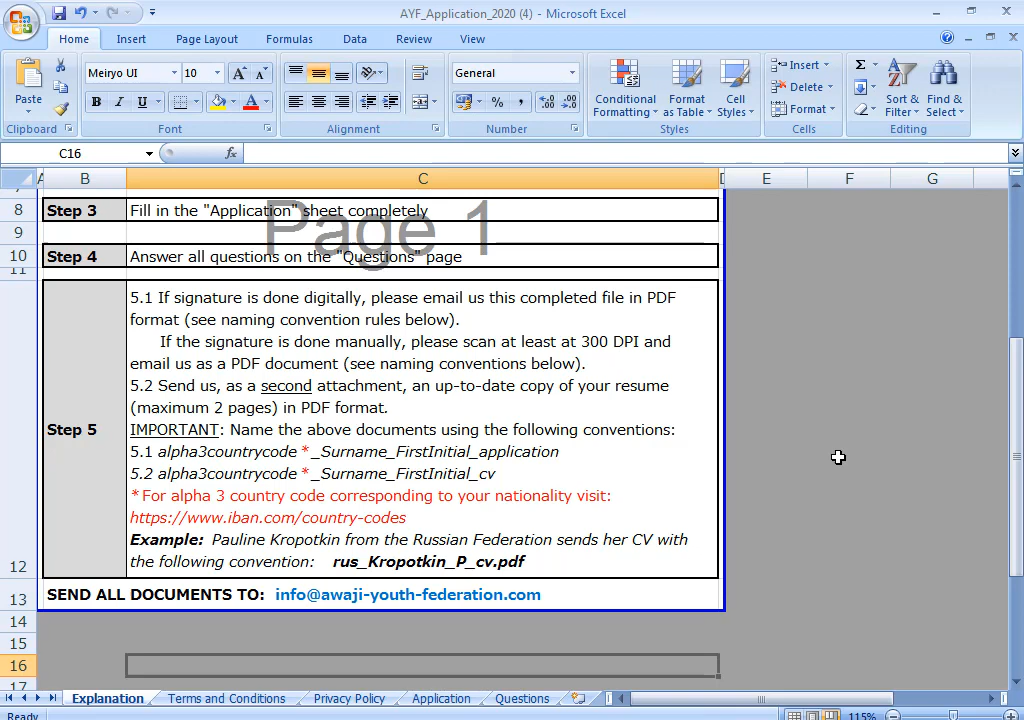 AYF_Application_2020 (4) - Microsoft Excel
Home Insert Page Layout Formulas Data Review View
Paste
Meiryo UI 10
General
B I U
Conditional Formatting
Format as Table
Cell Styles
Insert
Delete
Format
Sort & Filter
Find & Select
Clipboard Font Alignment Number Styles Cells Editing
C16 fx
A B C D E F G
Page 1
8 Step 3 Fill in the "Application" sheet completely
9
10 Step 4 Answer all questions on the "Questions" page
11
5.1 If signature is done digitally, please email us this completed file in PDF
format (see naming convention rules below).
If the signature is done manually, please scan at least at 300 DPI and
email us as a PDF document (see naming conventions below).
5.2 Send us, as a second attachment, an up-to-date copy of your resume
(maximum 2 pages) in PDF format.
Step 5 IMPORTANT: Name the above documents using the following conventions:
5.1 alpha3countrycode *_Surname_FirstInitial_application
5.2 alpha3countrycode *_Surname_FirstInitial_cv
*For alpha 3 country code corresponding to your nationality visit:
https://www.iban.com/country-codes
Example: Pauline Kropotkin from the Russian Federation sends her CV with
12 the following convention: rus_Kropotkin_P_cv.pdf
13 SEND ALL DOCUMENTS TO: info@awaji-youth-federation.com
14
15
16
17
Explanation Terms and Conditions Privacy Policy Application Questions
Ready 115%